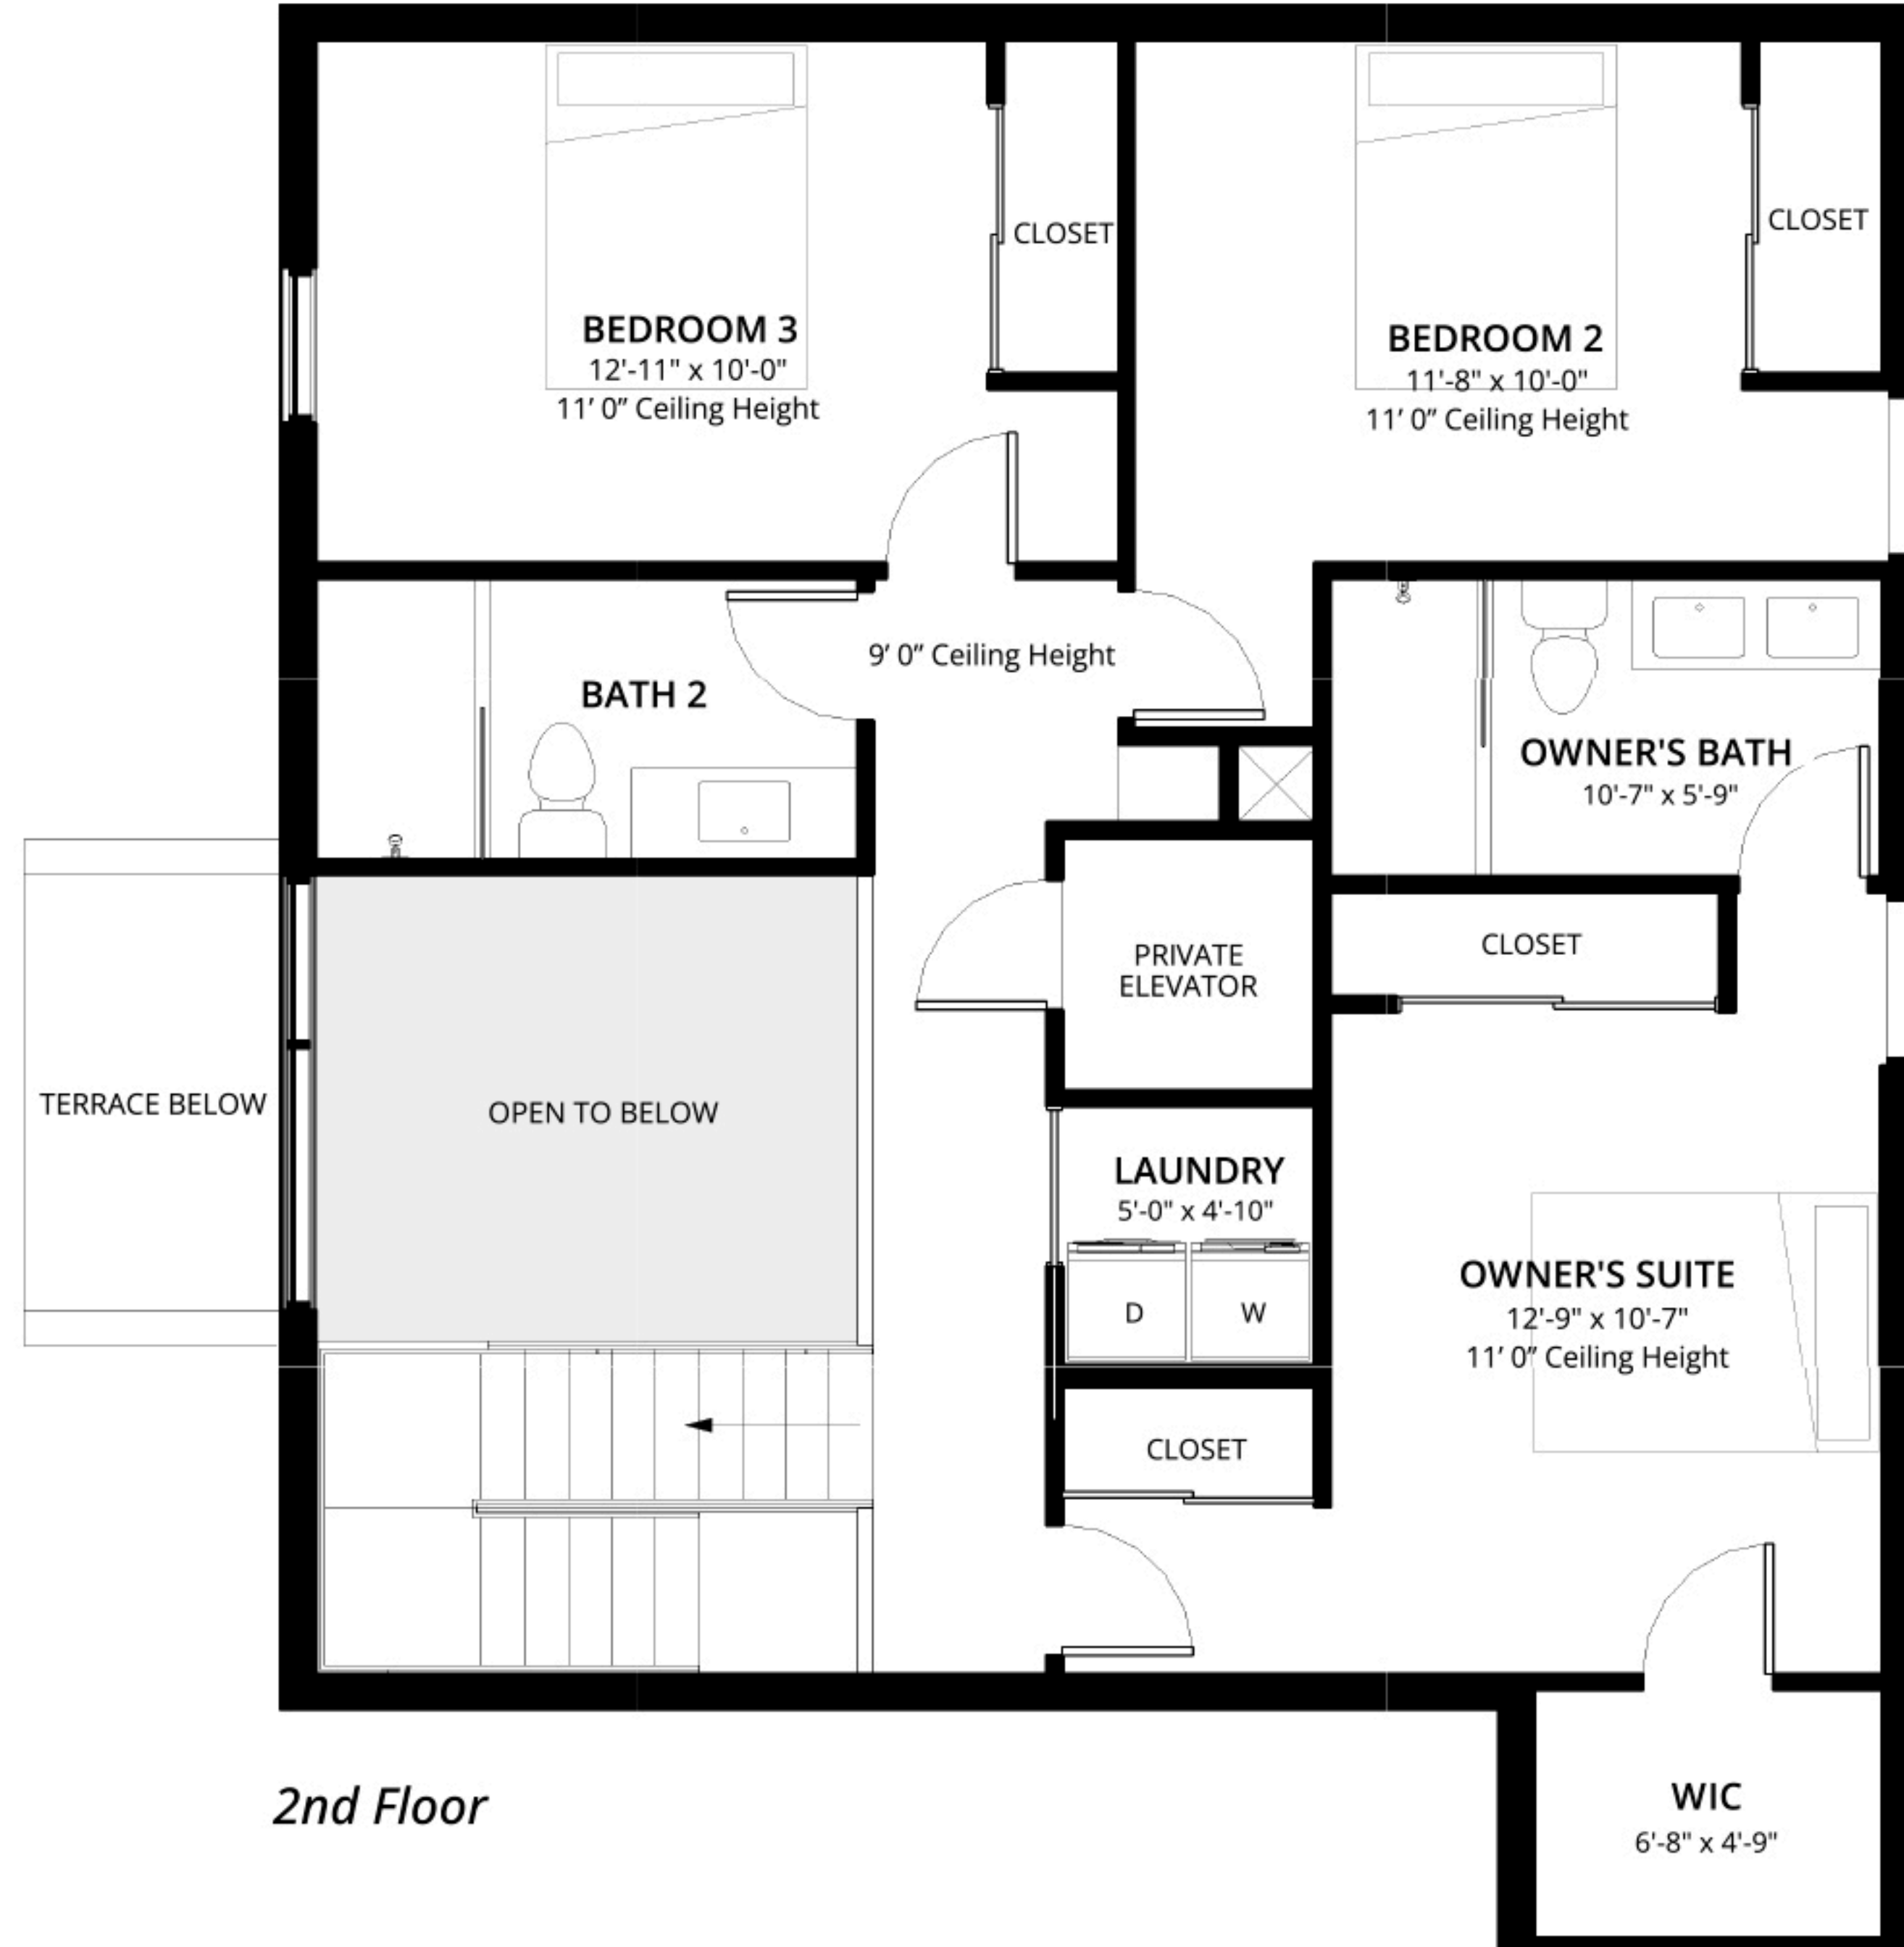 CLOSET
CLOSET
BEDROOM 3
12'-11" x 10'-0"
11’ 0” Ceiling Height
BEDROOM 2
11'-8" x 10'-0"
11’ 0” Ceiling Height
9’ 0” Ceiling Height
BATH 2
OWNER'S BATH
10'-7" x 5'-9"
CLOSET
PRIVATE
ELEVATOR
TERRACE BELOW
OPEN TO BELOW
LAUNDRY
5'-0" x 4'-10"
D
W
OWNER'S SUITE
12'-9" x 10'-7"
11’ 0” Ceiling Height
CLOSET
2nd Floor
WIC
6'-8" x 4'-9"